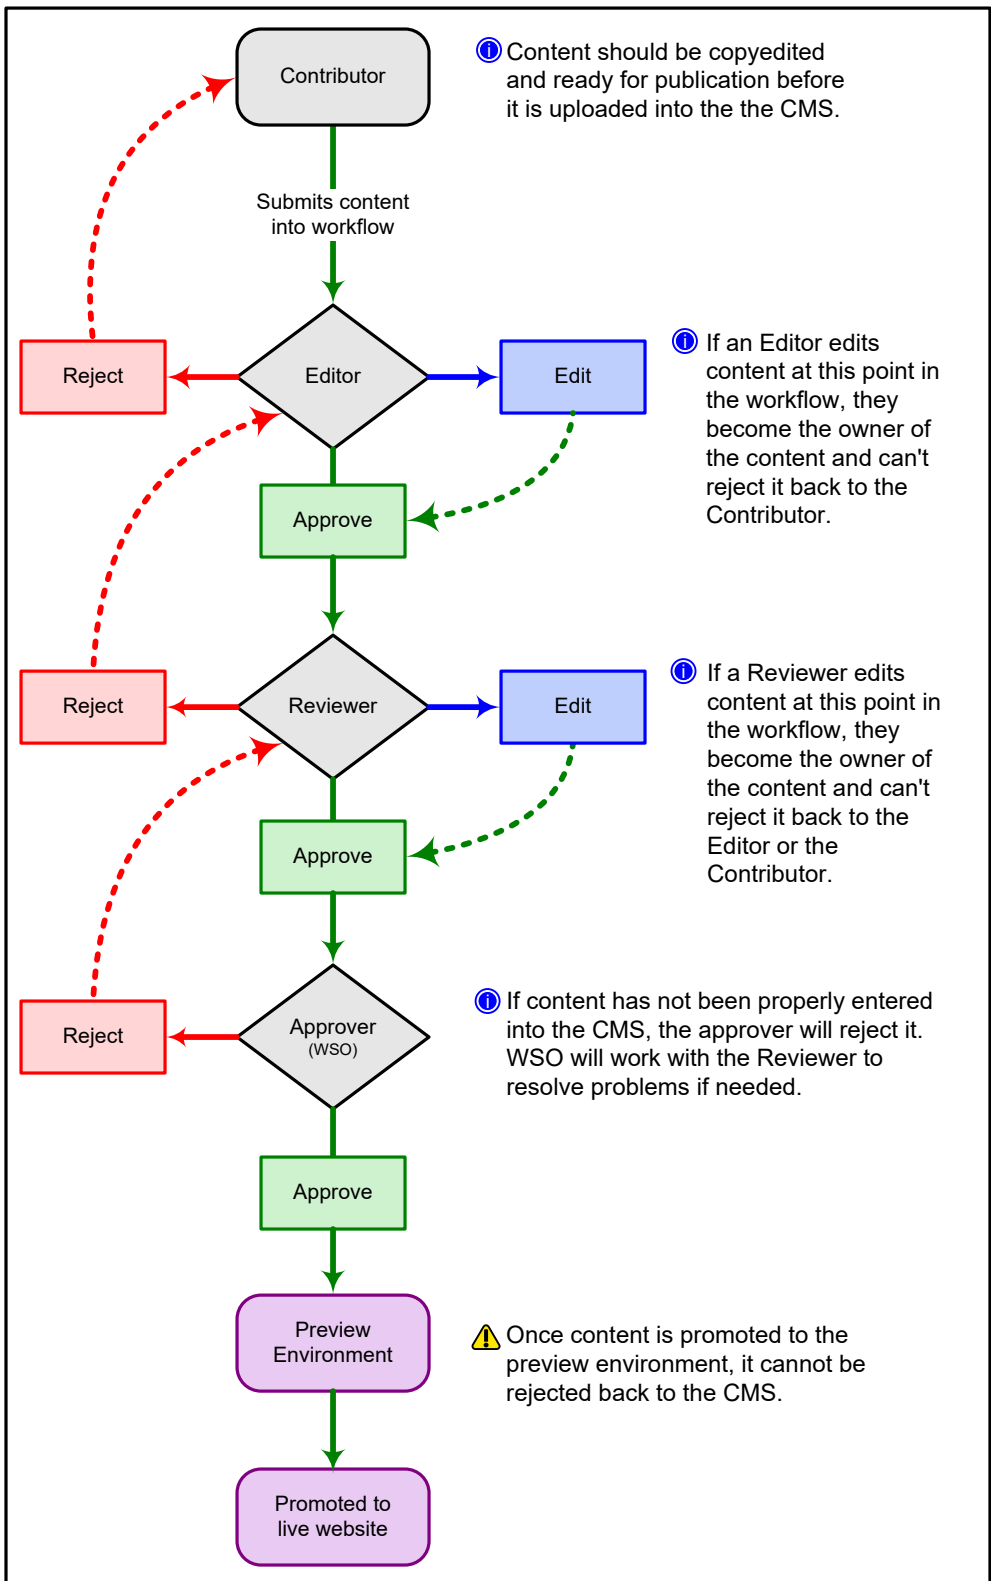 Contributor
Content should be copyedited
and ready for publication before
it is uploaded into the the CMS.
Submits content
into workflow
Reject
Editor
Edit
If an Editor edits
content at this point in
the workflow, they
become the owner of
the content and can't
reject it back to the
Contributor.
Approve
Reject
Reviewer
Edit
If a Reviewer edits
content at this point in
the workflow, they
become the owner of
the content and can't
reject it back to the
Editor or the
Contributor.
Approve
Reject
Approver
(WSO)
If content has not been properly entered
into the CMS, the approver will reject it.
WSO will work with the Reviewer to
resolve problems if needed.
Approve
Preview
Environment
Once content is promoted to the
preview environment, it cannot be
rejected back to the CMS.
Promoted to
live website